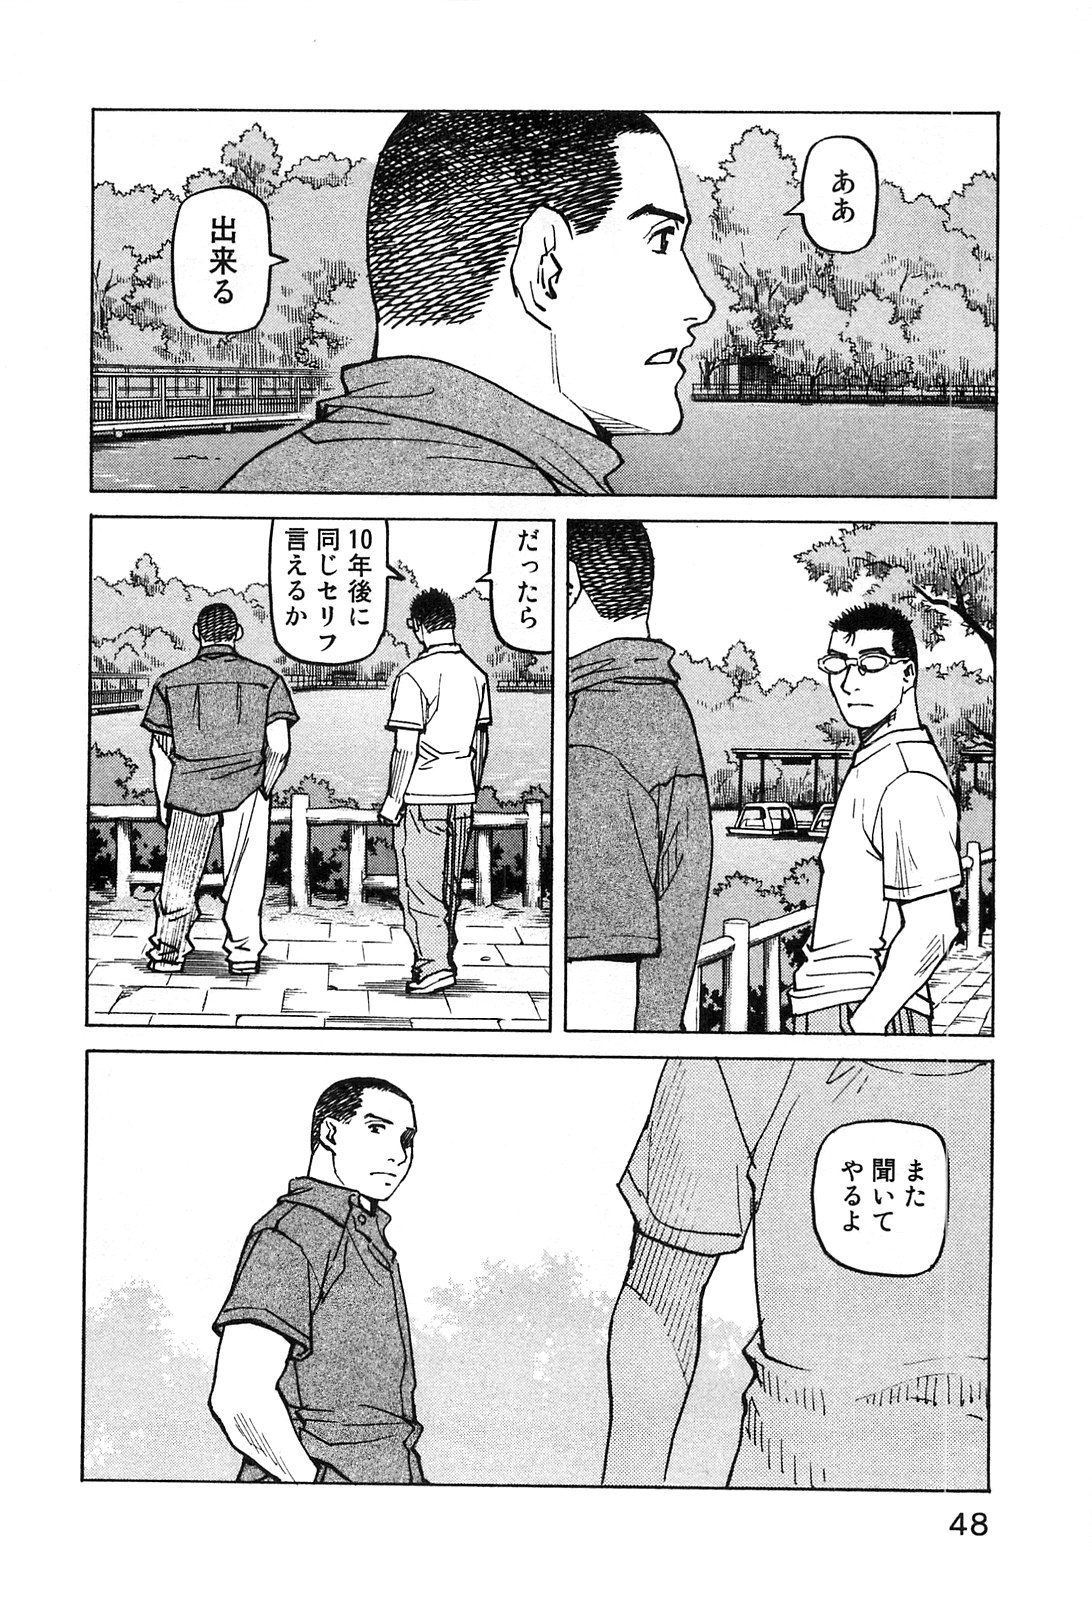 ああ
出来る
だったら
10年後に
同じセリフ
言えるか
また
聞いて
やるよ
48